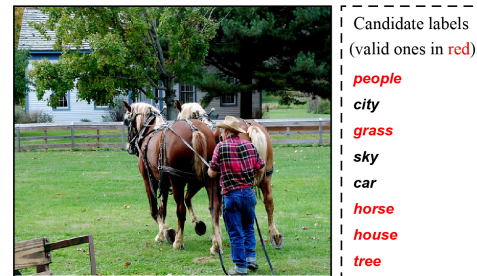 Candidate labels
(valid ones in red)
people
city
grass
sky
car
horse
house
tree